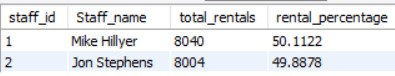 staff_id Staff_name total_rentals rental_percentage
1 Mike Hillyer 8040 50.1122
2 Jon Stephens 8004 49.8878